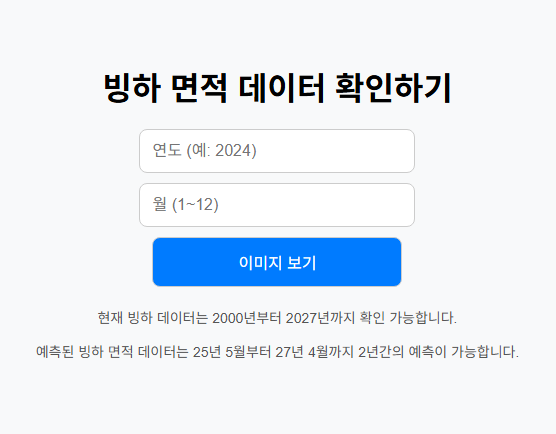 빙하 면적 데이터 확인하기
연도 (예: 2024)
월 (1~12)
이미지 보기
현재 빙하 데이터는 2000년부터 2027년까지 확인 가능합니다.
예측된 빙하 면적 데이터는 25년 5월부터 27년 4월까지 2년간의 예측이 가능합니다.